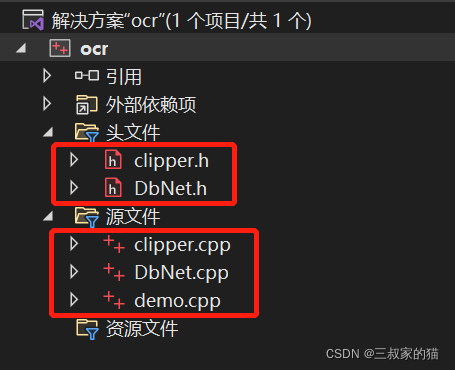 解决方案“ocr”(1 个项目/共 1 个)
ocr
引用
外部依赖项
头文件
clipper.h
DbNet.h
源文件
clipper.cpp
DbNet.cpp
demo.cpp
资源文件
CSDN @三叔家的猫